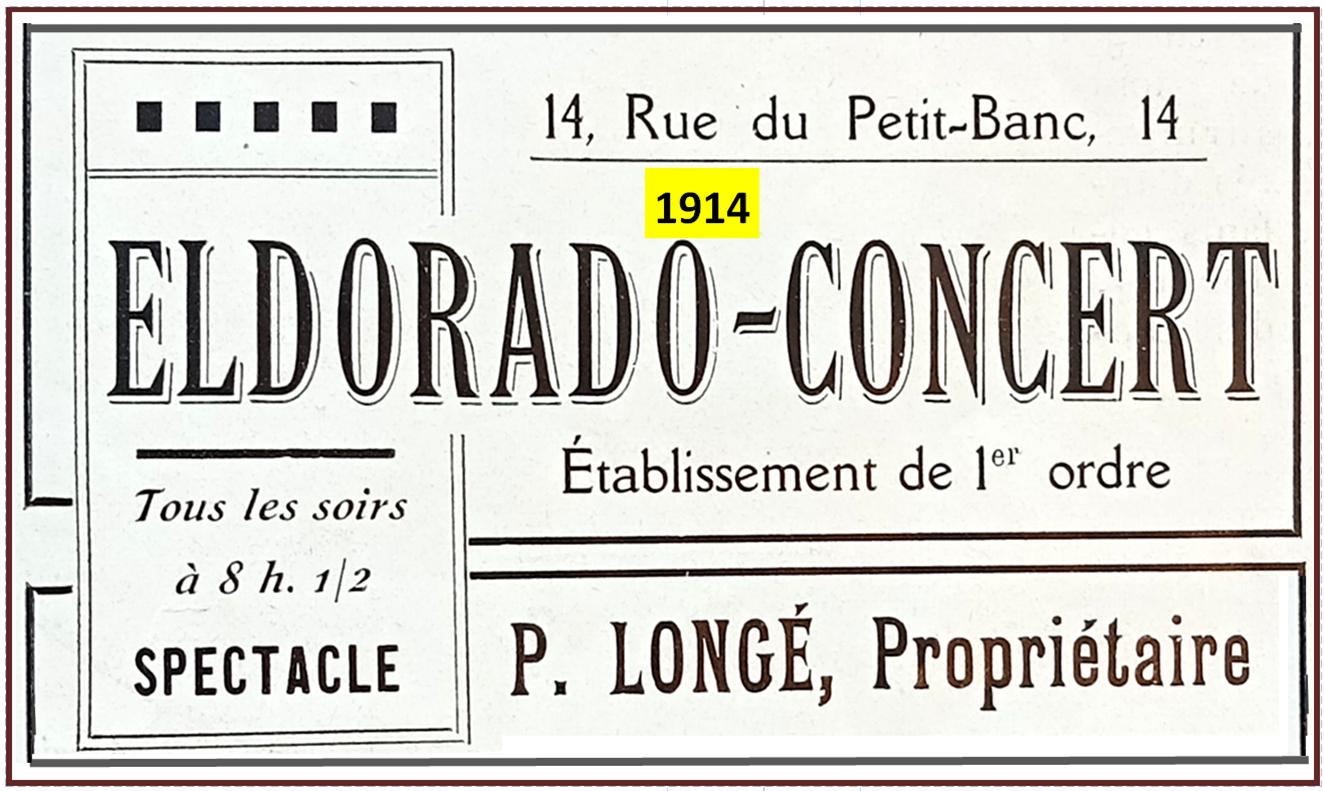 14, Rue du Petit-Banc, 14
1914
ELDORADO-CONCERT
Établissement de 1er ordre
Tous les soirs
à 8 h. 1/2
SPECTACLE
P. LONGÉ, Propriétaire